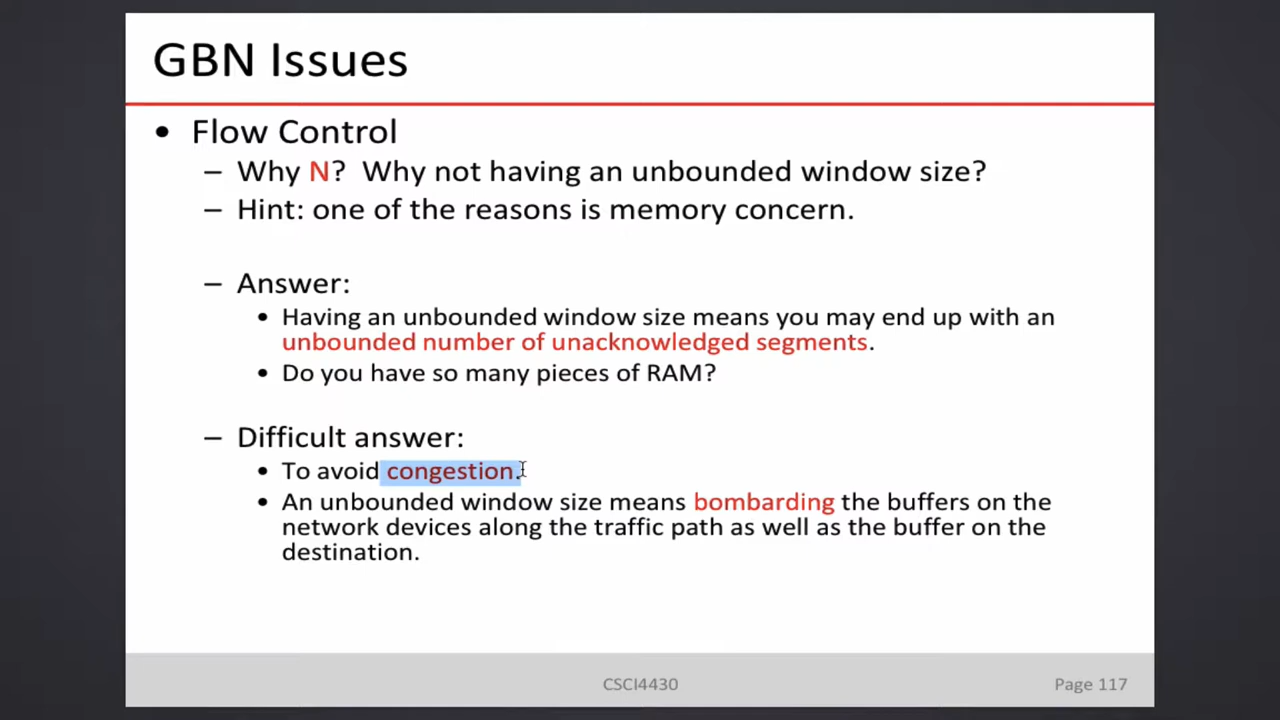 GBN Issues
• Flow Control
– Why N? Why not having an unbounded window size?
– Hint: one of the reasons is memory concern.
– Answer:
• Having an unbounded window size means you may end up with an
unbounded number of unacknowledged segments.
• Do you have so many pieces of RAM?
– Difficult answer:
• To avoid congestion.
• An unbounded window size means bombarding the buffers on the
network devices along the traffic path as well as the buffer on the
destination.
CSCI4430
Page 117